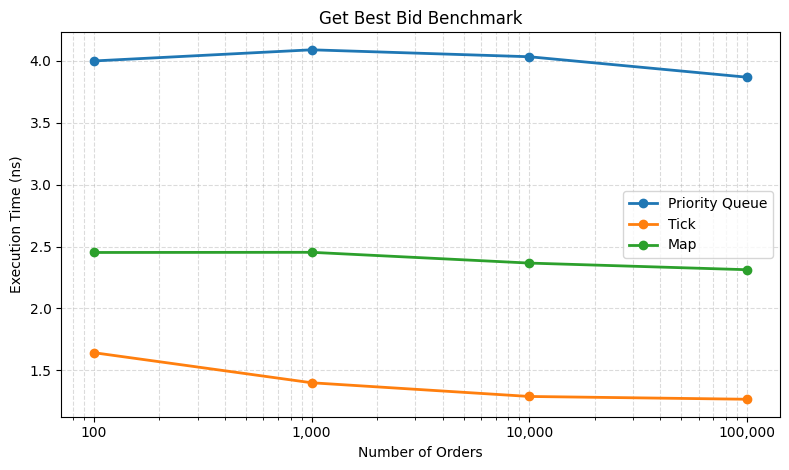 Get Best Bid Benchmark
Execution Time (ns)
4.0
3.5
3.0
2.5
2.0
1.5
Priority Queue
Tick
Map
100
1,000
10,000
100,000
Number of Orders